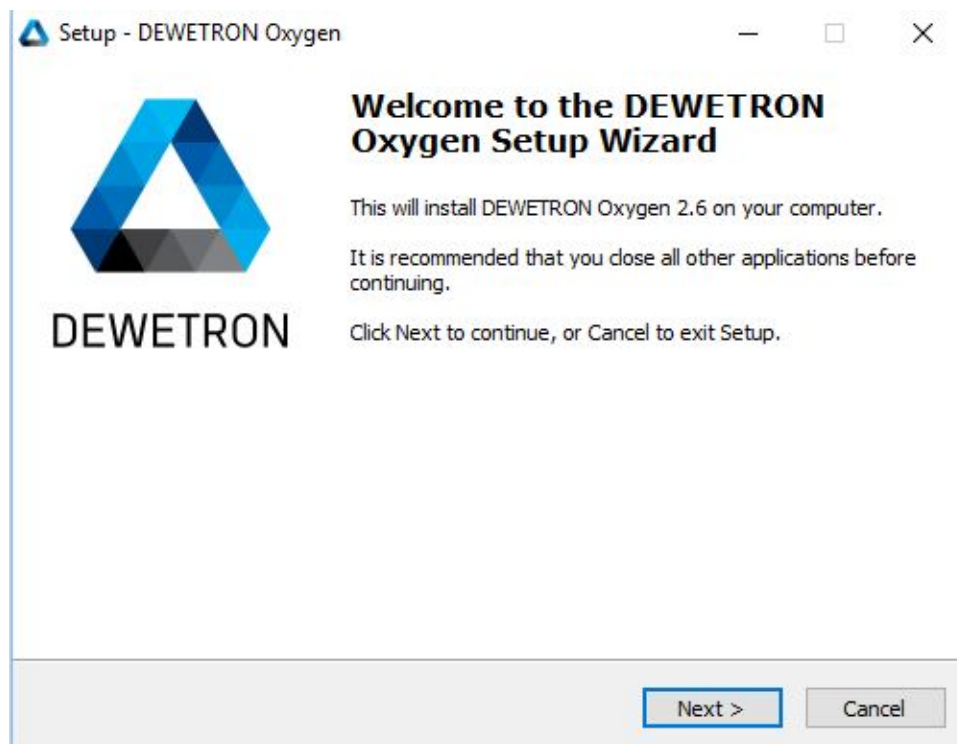 Setup - DEWETRON Oxygen
Welcome to the DEWETRON
Oxygen Setup Wizard
This will install DEWETRON Oxygen 2.6 on your computer.
It is recommended that you close all other applications before
continuing.
Click Next to continue, or Cancel to exit Setup.
DEWETRON
Next >
Cancel